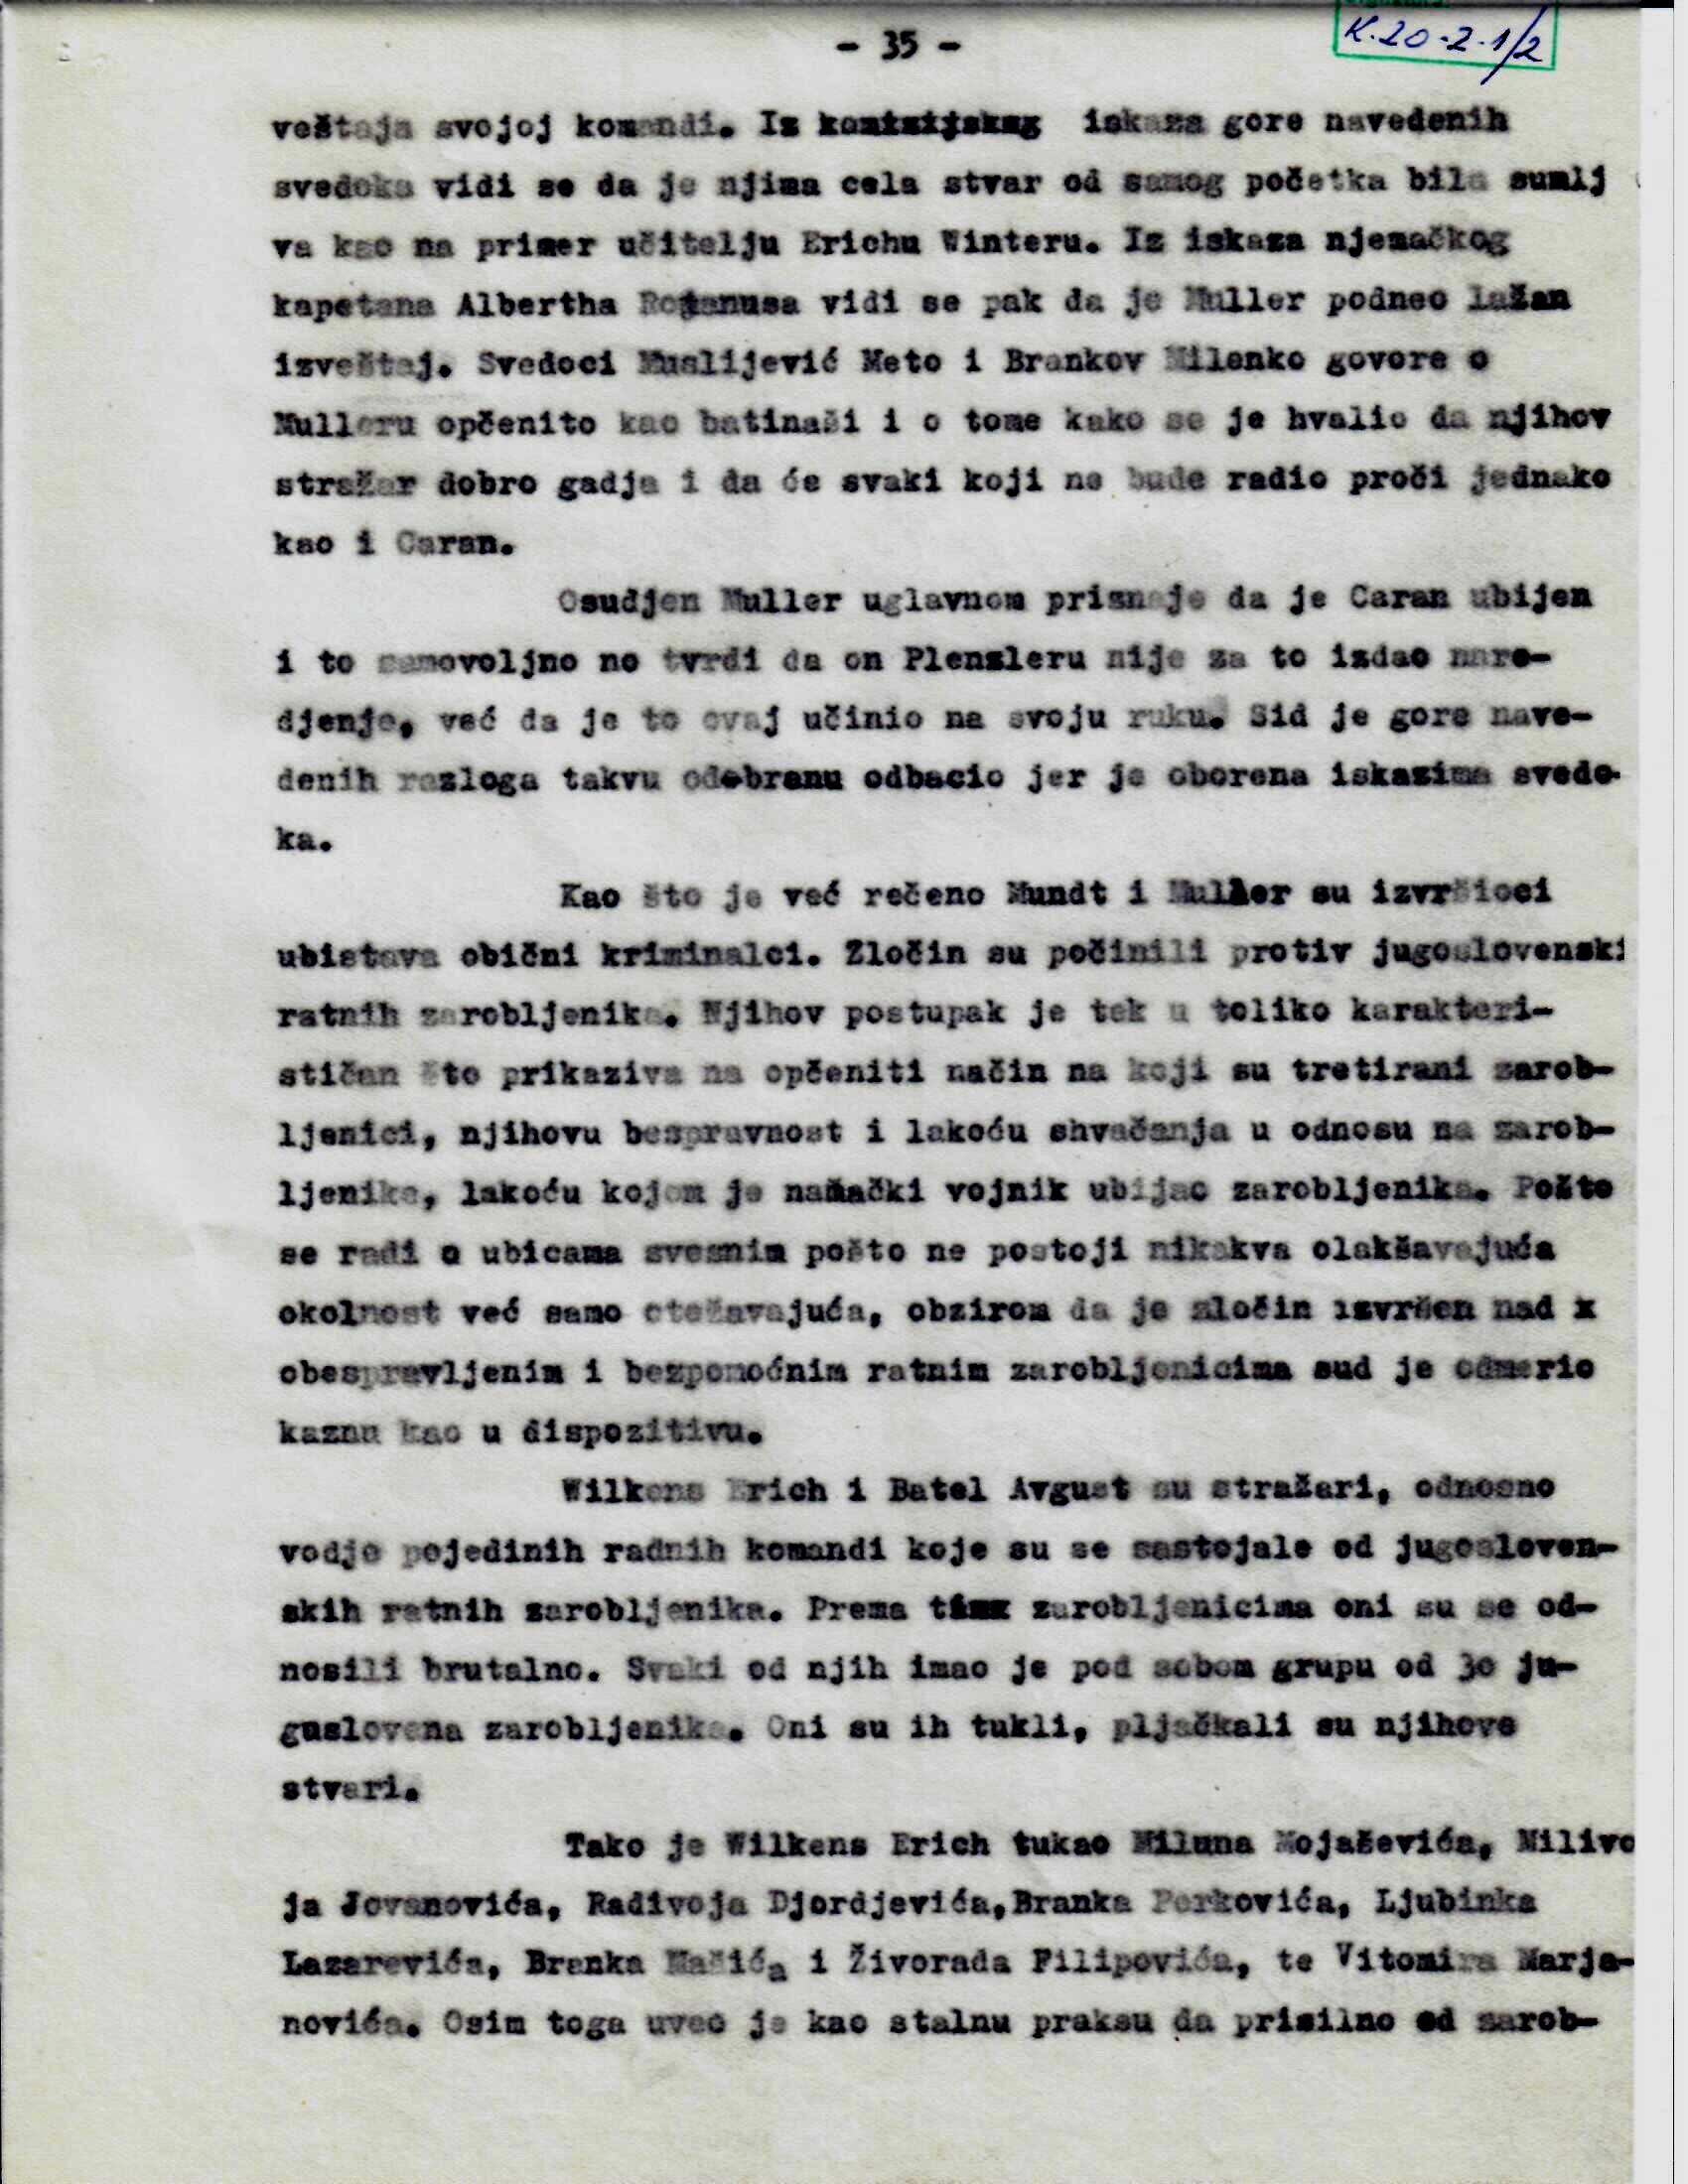 - 35 -
K.20-2-1/2
veštaja svojoj komandi. Iz iskaza gore navedenih
svedoka vidi se da je njima cela stvar od samog početka bila sumlj
va kao na primer učitelju Erichu Winteru. Iz iskaza njemačkog
kapetana Albertha vidi se pak da je Muller podneo lažan
izveštaj. Svedoci Muslijević Meto i Brankov Milenko govore o
Mulleru opčenito kao batinaši i o tome kako se je hvalio da njihov
stražar dobro gadja i da će svaki koji ne bude radio proči jednako
kao i Caran.
Osudjen Muller uglavnom priznaje da je Caran ubijen
i to samovoljno no tvrdi da on Plenzleru nije za to izdao nare-
djenje, već da je to ovaj učinio na svoju ruku. Sid je gore nave-
denih razloga takvu odobranu odbacio jer je oborena iskazima svedo-
ka.
Kao što je već rečeno Mundt i Muller su izvršioci
ubistava obični kriminalci. Zločin su počinili protiv jugoslovenski
ratnih zarobljenika. Njihov postupak je tek u toliko karakteri-
stičan što prikaziva na opčeniti način na koji su tretirani zarob-
ljenici, njihovu bespravnost i lakoću shvačanja u odnosu na zarob-
ljenike, lakoću kojom je namački vojnik ubijao zarobljenika. Pošto
se radi o ubicama svesnim pošto ne postoji nikakva olakšavajuća
okolnost već samo otežavajuća, obzirom da je zločin izvršen nad x
obespravljenim i bezpomoćnim ratnim zarobljenicima sud je odmerio
kaznu kao u dispozitivu.
Wilkens Erich i Batel Avgust su stražari, odnosno
vodje pojedinih radnih komandi koje su se sastojale od jugosloven-
skih ratnih zarobljenika. Prema zarobljenicima oni su se od-
nosili brutalno. Svaki od njih imao je pod sobom grupu od 3o ju-
guslovena zarobljenika. Oni su ih tukli, pljačkali su njihove
stvari.
Tako je Wilkens Erich tukao Miluna Mojaševića, Milivo
ja Jovanovića, Radivoja Djordjevića,Branka Perkovića, Ljubinka
Lazarevića, Branka Mašića i Živorada Filipovića, te Vitomira Marja-
novića. Osim toga uveo je kao stalnu praksu da prisilno od zarob-